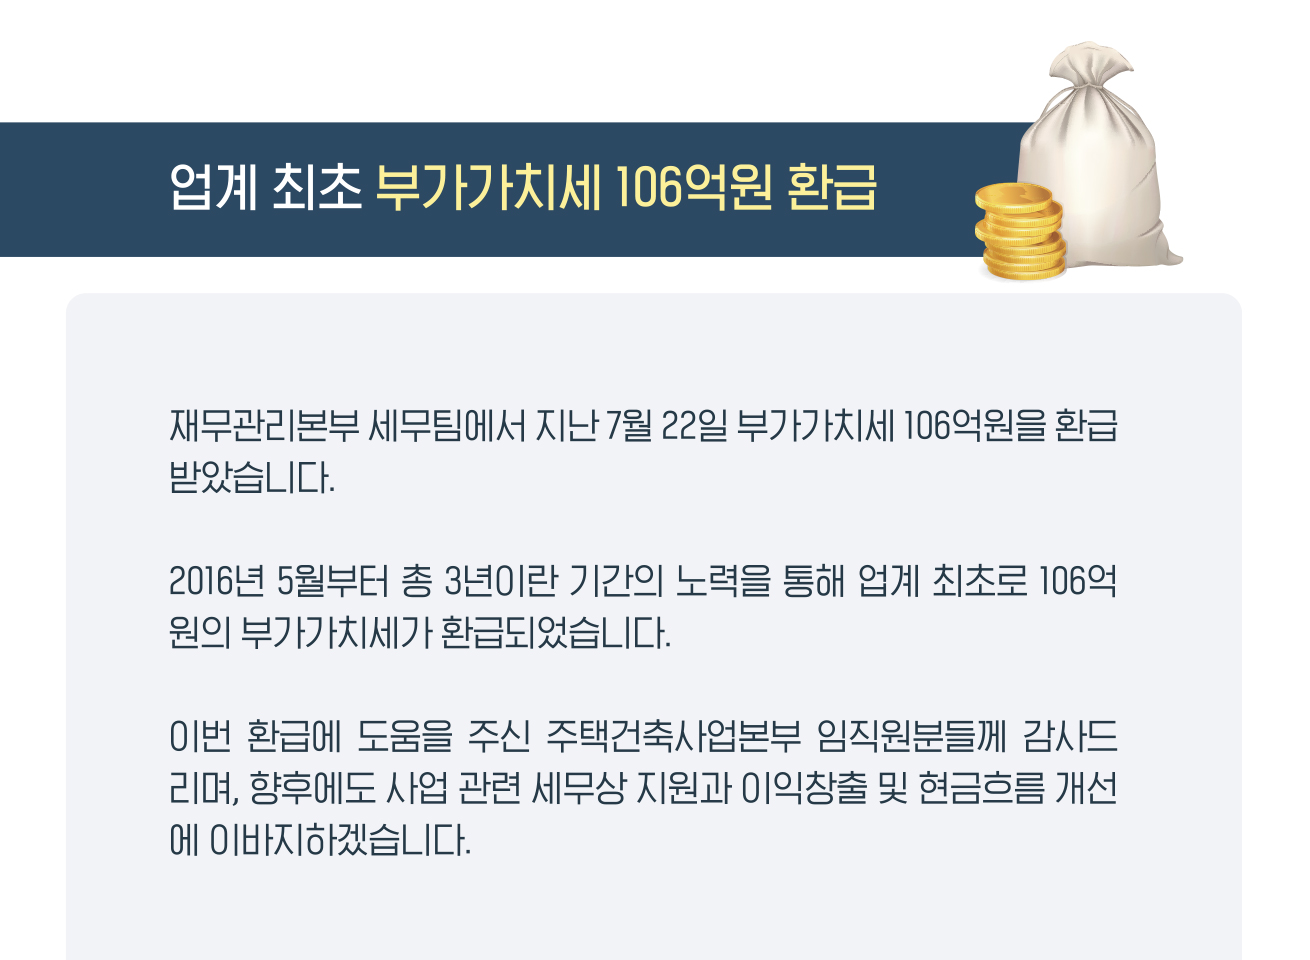 업계 최초 부가가치세 106억원 환급
재무관리본부 세무팀에서 지난 7월 22일 부가가치세 106억원을 환급
받았습니다.
2016년 5월부터 총 3년이란 기간의 노력을 통해 업계 최초로 106억
원의 부가가치세가 환급되었습니다.
이번 환급에 도움을 주신 주택건축사업본부 임직원분들께 감사드
리며, 향후에도 사업 관련 세무상 지원과 이익창출 및 현금흐름 개선
에 이바지하겠습니다.